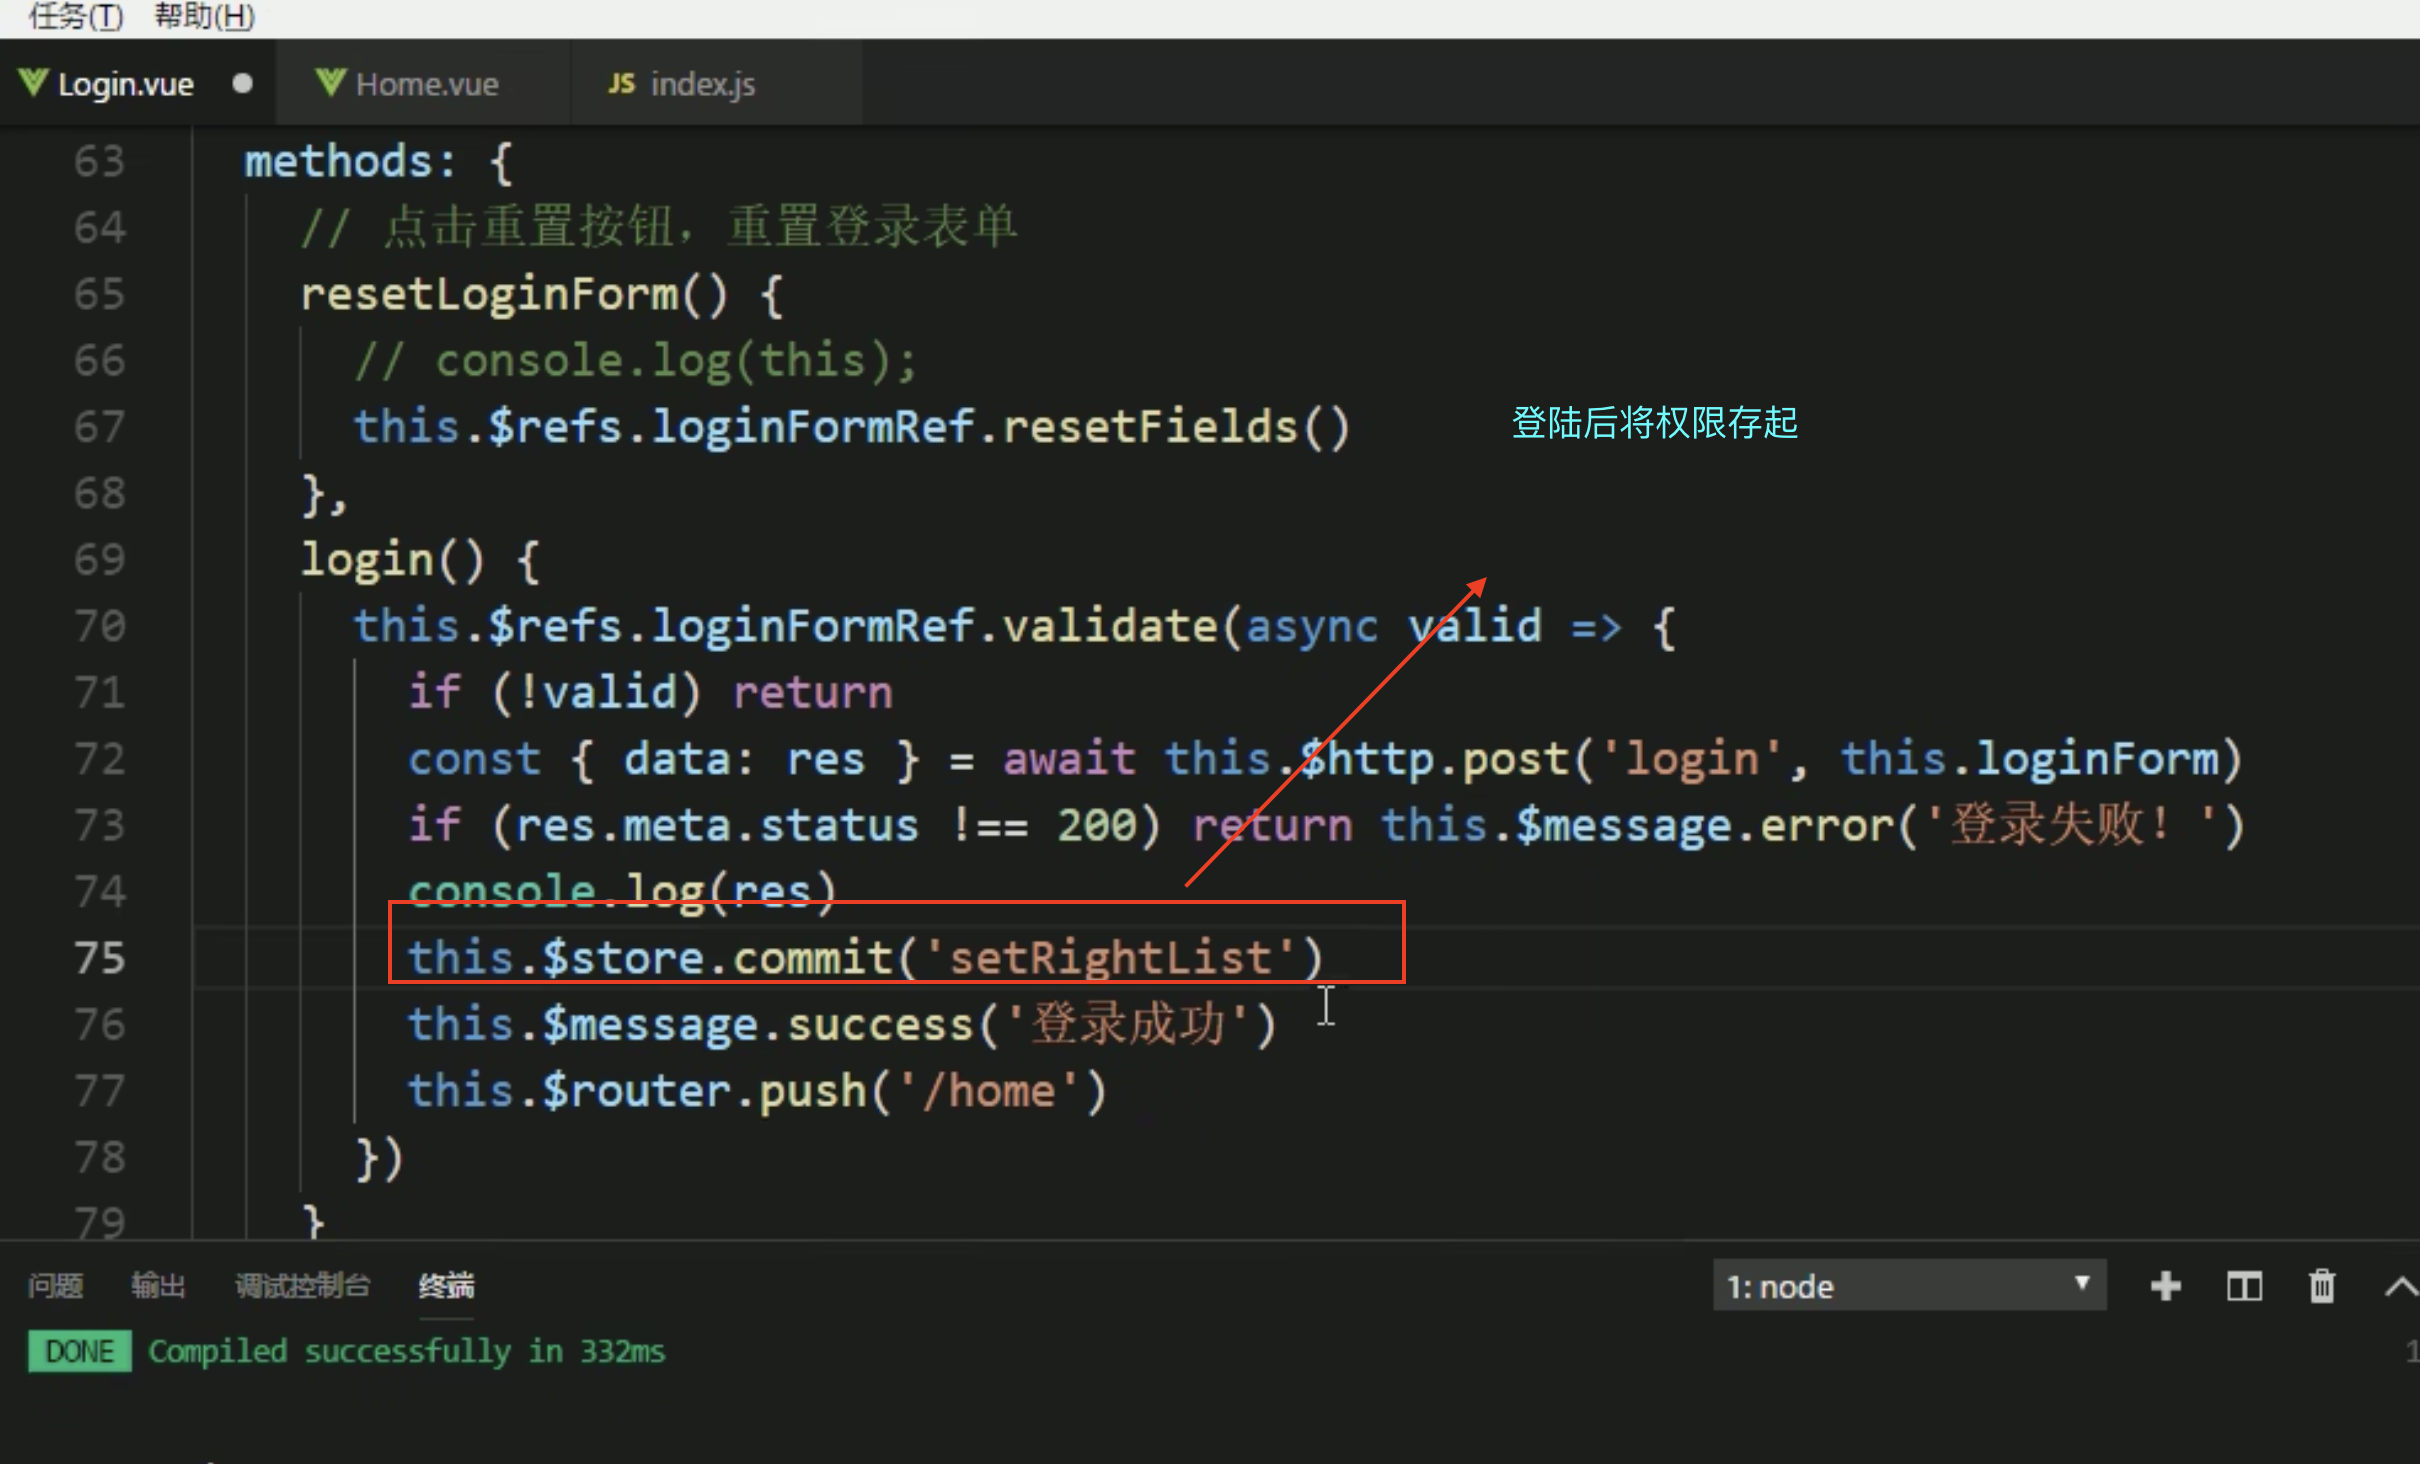 任务(T) 帮助(H)
Login.vue Home.vue JS index.js
63 methods: {
64 // 点击重置按钮，重置登录表单
65 resetLoginForm() {
66 // console.log(this);
67 this.$refs.loginFormRef.resetFields()
登陆后将权限存起
68 },
69 login() {
70 this.$refs.loginFormRef.validate(async valid => {
71 if (!valid) return
72 const { data: res } = await this.$http.post('login', this.loginForm)
73 if (res.meta.status !== 200) return this.$message.error('登录失败！')
74 console.log(res)
75 this.$store.commit('setRightList')
76 this.$message.success('登录成功')
77 this.$router.push('/home')
78 })
79 }
问题 输出 调试控制台 终端 1: node
DONE Compiled successfully in 332ms